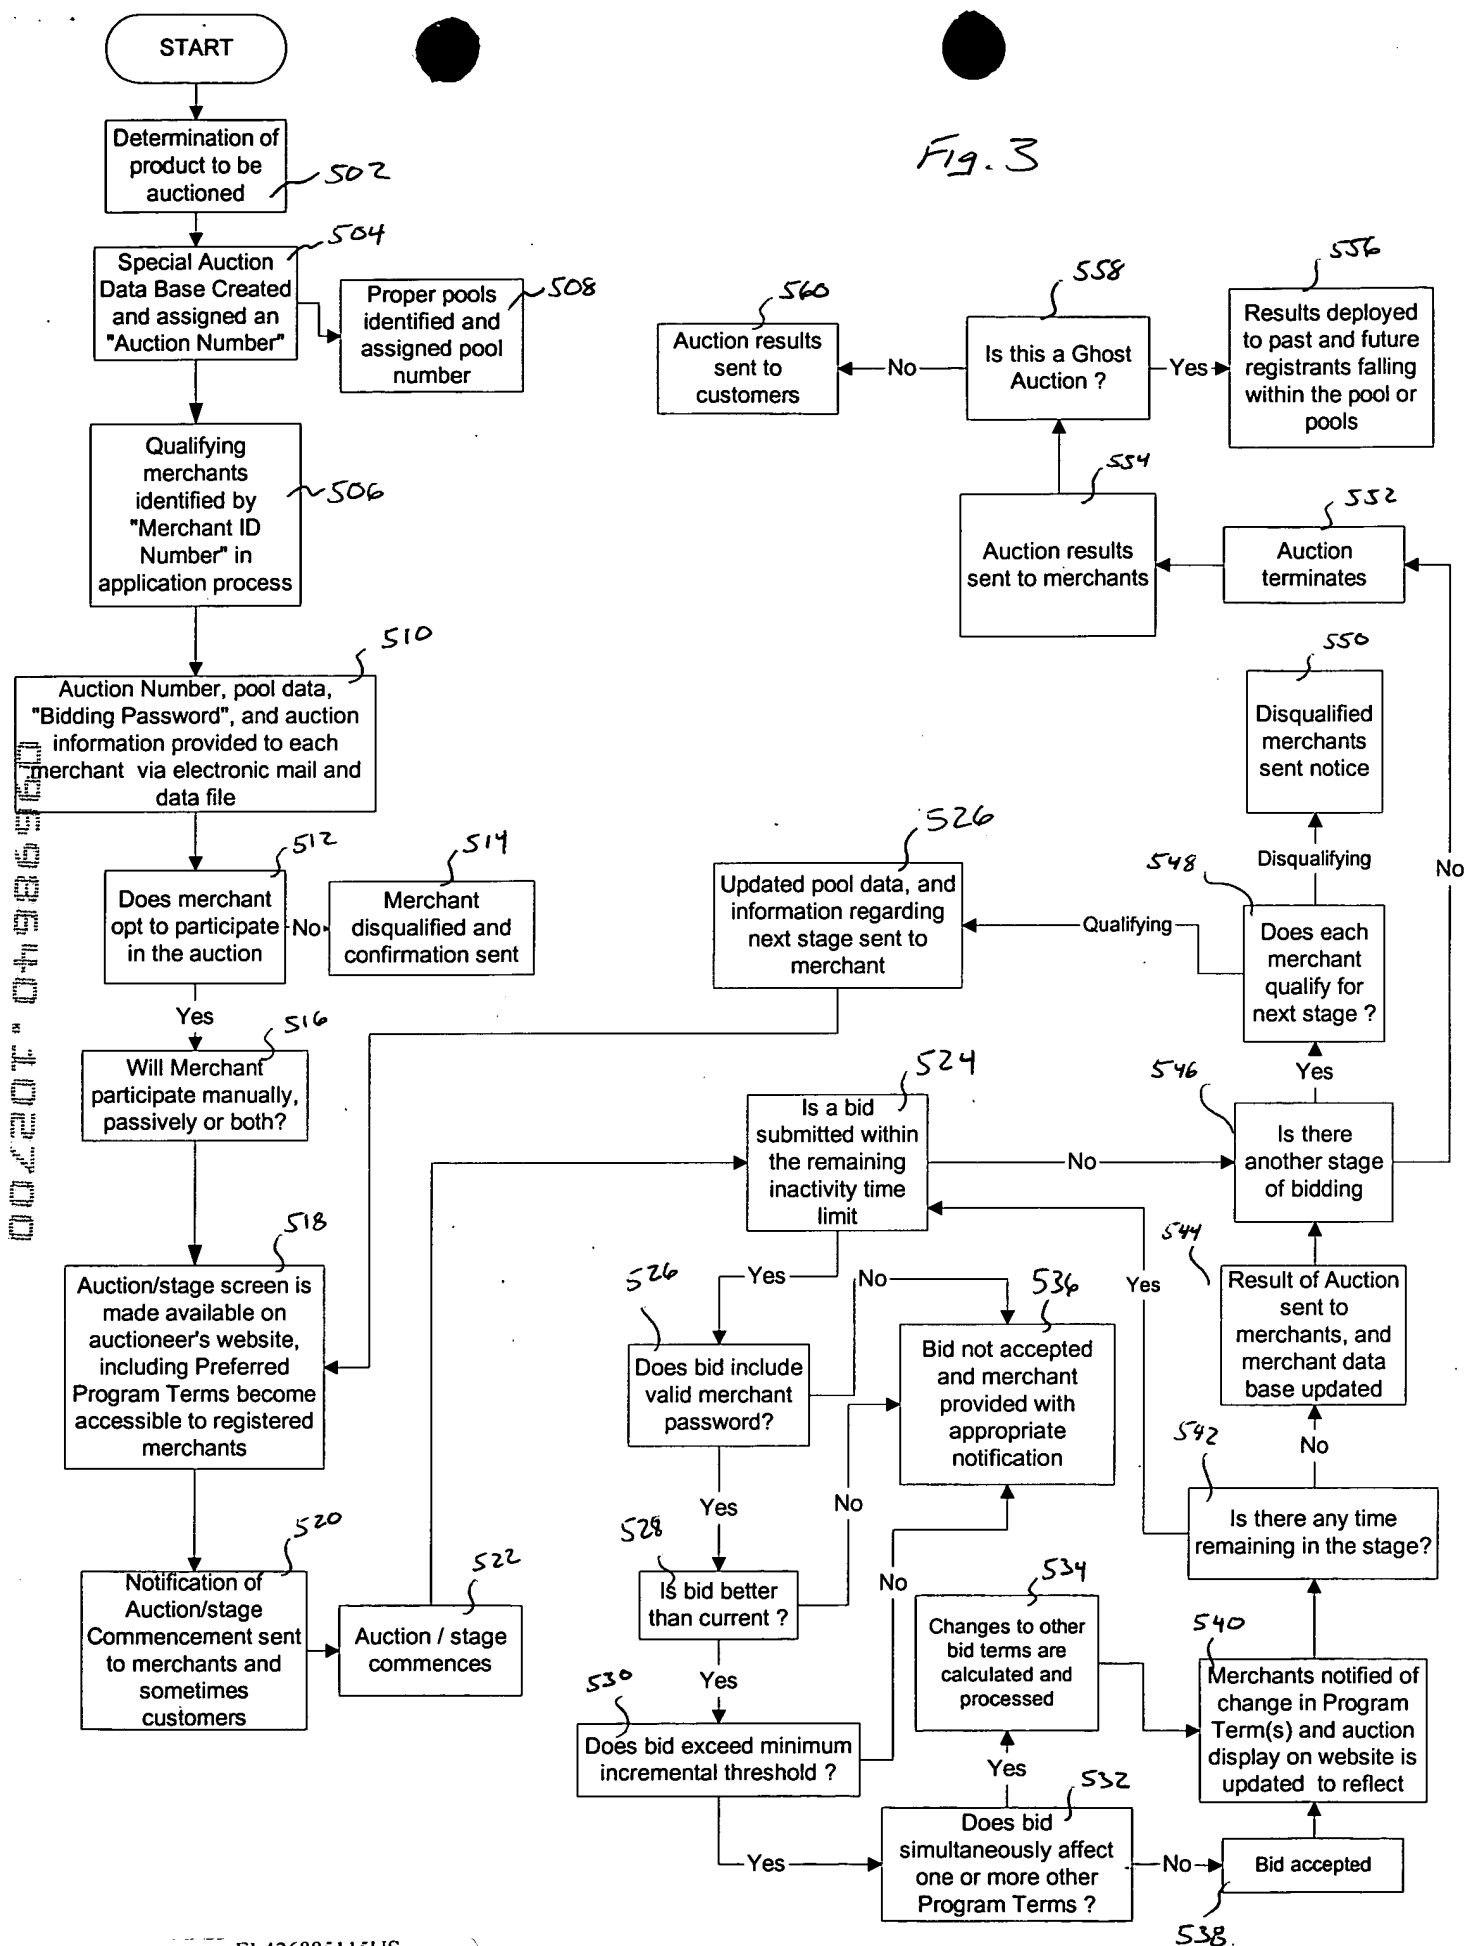 START
Fig. 3
Determination of
product to be
auctioned
502
504
Special Auction
Data Base Created
and assigned an
"Auction Number"
Proper pools
identified and
assigned pool
number
508
Qualifying
merchants
identified by
"Merchant ID
Number" in
application process
506
510
Auction Number, pool data,
"Bidding Password", and auction
information provided to each
merchant via electronic mail and
data file
512
Does merchant
opt to participate
in the auction
No
514
Merchant
disqualified and
confirmation sent
Yes
516
Will Merchant
participate manually,
passively or both?
518
Auction/stage screen is
made available on
auctioneer's website,
including Preferred
Program Terms become
accessible to registered
merchants
520
Notification of
Auction/stage
Commencement sent
to merchants and
sometimes
customers
522
Auction / stage
commences
524
Is a bid
submitted within
the remaining
inactivity time
limit
No
Yes
526
Does bid include
valid merchant
password?
No
Yes
528
Is bid better
than current ?
No
Yes
530
Does bid exceed minimum
incremental threshold ?
No
Yes
532
Does bid
simultaneously affect
one or more other
Program Terms ?
Yes
No
534
Changes to other
bid terms are
calculated and
processed
536
Bid not accepted
and merchant
provided with
appropriate
notification
Bid accepted
538
540
Merchants notified of
change in Program
Term(s) and auction
display on website is
updated to reflect
542
Is there any time
remaining in the stage?
Yes
No
544
Result of Auction
sent to
merchants, and
merchant data
base updated
546
Is there
another stage
of bidding
Yes
No
548
Does each
merchant
qualify for
next stage ?
Qualifying
Disqualifying
526
Updated pool data, and
information regarding
next stage sent to
merchant
550
Disqualified
merchants
sent notice
552
Auction
terminates
554
Auction results
sent to merchants
558
Is this a Ghost
Auction ?
No
Yes
560
Auction results
sent to
customers
556
Results deployed
to past and future
registrants falling
within the pool or
pools